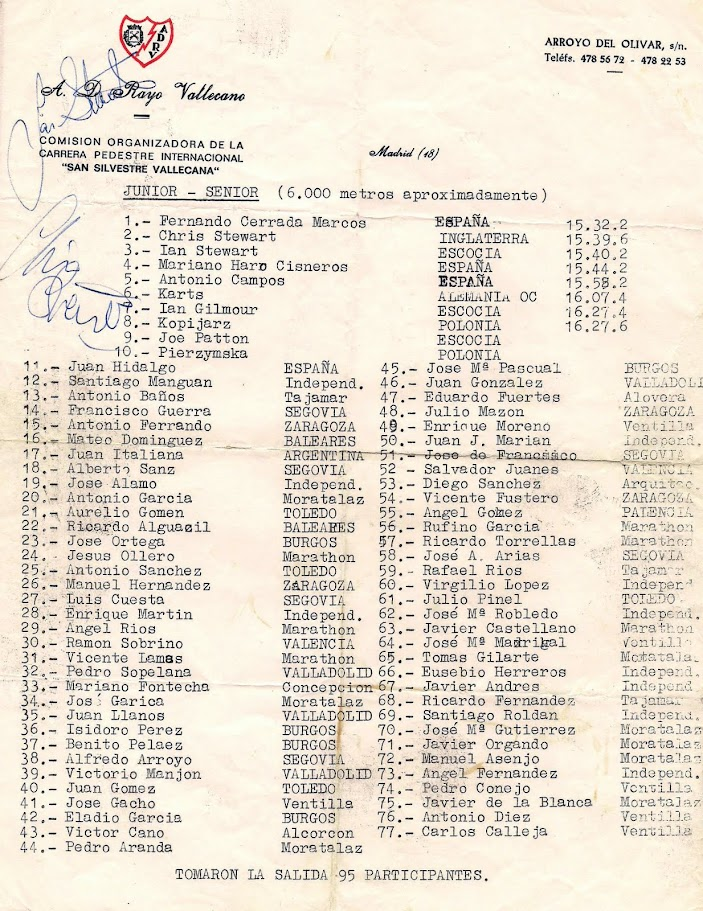 ADRV
ARROYO DEL OLIVAR, s/n.
Teléfs. 478 56 72 - 478 22 53
A. D. Rayo Vallecano
COMISION ORGANIZADORA DE LA
CARRERA PEDESTRE INTERNACIONAL
"SAN SILVESTRE VALLECANA"
Madrid (18)
JUNIOR - SENIOR (6.000 metros aproximadamente)
1.- Fernando Cerrada Marcos ESPAÑA 15.32.2
2.- Chris Stewart INGLATERRA 15.39.6
3.- Ian Stewart ESCOCIA 15.40.2
4.- Mariano Haro Cisneros ESPAÑA 15.44.2
5.- Antonio Campos ESPAÑA 15.58.2
6.- Karts ALEMANIA OC 16.07.4
7.- Ian Gilmour ESCOCIA 16.27.4
8.- Kopijarz POLONIA 16.27.6
9.- Joe Patton ESCOCIA
10.- Pierzymska POLONIA
11.- Juan Hidalgo ESPAÑA
12.- Santiago Manguan Independ.
13.- Antonio Baños Tajamar
14.- Francisco Guerra SEGOVIA
15.- Antonio Ferrando ZARAGOZA
16.- Mateo Dominguez BALEARES
17.- Juan Italiana ARGENTINA
18.- Alberto Sanz SEGOVIA
19.- Jose Alamo Independ.
20.- Antonio Garcia Moratalaz
21.- Aurelio Gomen TOLEDO
22.- Ricardo Alguazil BALEARES
23.- Jose Ortega BURGOS
24.- Jesus Ollero Marathon
25.- Antonio Sanchez TOLEDO
26.- Manuel Hernandez ZARAGOZA
27.- Luis Cuesta SEGOVIA
28.- Enrique Martin Independ.
29.- Angel Rios Marathon
30.- Ramon Sobrino VALENCIA
31.- Vicente Lamas Marathon
32.- Pedro Sopelana VALLADOLID
33.- Mariano Fontecha Concepcion
34.- José Garica Moratalaz
35.- Juan Llanos VALLADOLID
36.- Isidoro Perez BURGOS
37.- Benito Pelaez BURGOS
38.- Alfredo Arroyo SEGOVIA
39.- Victorio Manjon VALLADOLID
40.- Juan Gomez TOLEDO
41.- Jose Gacho Ventilla
42.- Eladio Garcia BURGOS
43.- Victor Cano Alcorcon
44.- Pedro Aranda Moratalaz
45.- Jose Mª Pascual BURGOS
46.- Juan Gonzalez VALLADOLI
47.- Eduardo Fuertes Alovera
48.- Julio Mazon ZARAGOZA
49.- Enrique Moreno Ventilla
50.- Juan J. Marian Independ.
51.- Jose de Francisco SEGOVIA
52 - Salvador Juanes VALENCIA
53.- Diego Sanchez Arquitec.
54.- Vicente Fustero ZARAGOZA
55.- Angel Gomez PALENCIA
56.- Rufino Garcia Marathon
57.- Ricardo Torrellas Marathon
58.- José A. Arias SEGOVIA
59.- Rafael Rios Tajamar
60.- Virgilio Lopez Independ
61.- Julio Pinel TOLEDO
62.- José Mª Robledo Independ.
63.- Javier Castellano Marathon
64.- José Mª Madrigal Ventilla
65.- Tomas Gilarte Moratalaz
66.- Eusebio Herreros Independ.
67.- Javier Andres Independ
68.- Ricardo Fernandez Tajamar
69.- Santiago Roldan Independ.
70.- José Mª Gutierrez Moratalaz
71.- Javier Orgando Moratalaz
72.- Manuel Asenjo Moratalaz
73.- Angel Fernandez Independ.
74.- Pedro Conejo Ventilla
75.- Javier de la Blanca Moratalaz
76.- Antonio Diez Ventilla
77.- Carlos Calleja Ventilla
TOMARON LA SALIDA 95 PARTICIPANTES.